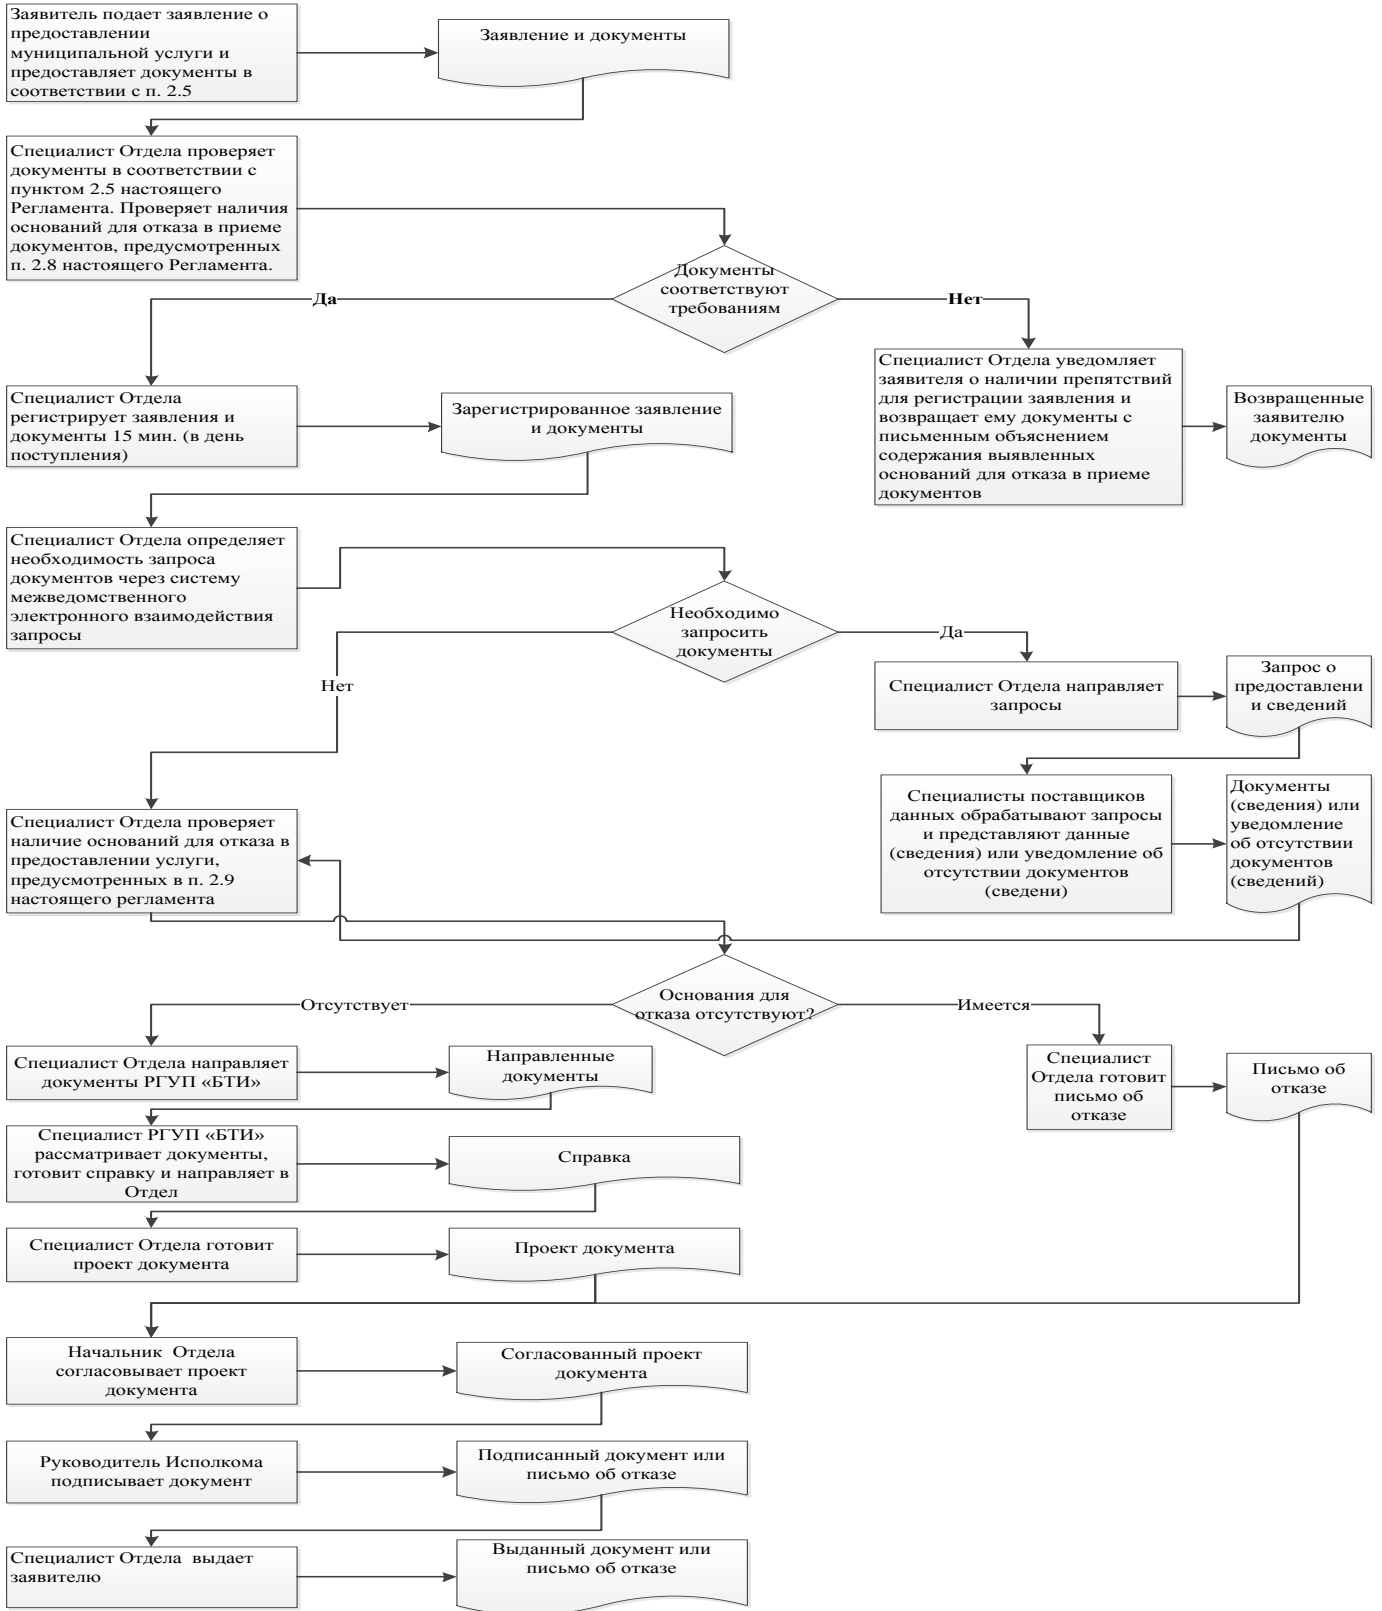 Заявитель подает заявление о
предоставлении
муниципальной услуги и
предоставляет документы в
соответствии с п. 2.5
Заявление и документы
Специалист Отдела проверяет
документы в соответствии с
пунктом 2.5 настоящего
Регламента. Проверяет наличия
оснований для отказа в приеме
документов, предусмотренных
п. 2.8 настоящего Регламента.
Документы
соответствуют
требованиям
Да
Нет
Специалист Отдела
регистрирует заявления и
документы 15 мин. (в день
поступления)
Зарегистрированное заявление
и документы
Специалист Отдела уведомляет
заявителя о наличии препятствий
для регистрации заявления и
возвращает ему документы с
письменным объяснением
содержания выявленных
оснований для отказа в приеме
документов
Возвращенные
заявителю
документы
Специалист Отдела определяет
необходимость запроса
документов через систему
межведомственного
электронного взаимодействия
запросы
Необходимо
запросить
документы
Да
Нет
Специалист Отдела направляет
запросы
Запрос о
предоставлени
и сведений
Специалисты поставщиков
данных обрабатывают запросы
и представляют данные
(сведения) или уведомление об
отсутствии документов
(сведени)
Документы
(сведения) или
уведомление
об отсутствии
документов
(сведений)
Специалист Отдела проверяет
наличие оснований для отказа в
предоставлении услуги,
предусмотренных в п. 2.9
настоящего регламента
Основания для
отказа отсутствуют?
Отсутствует
Имеется
Специалист Отдела направляет
документы РГУП «БТИ»
Направленные
документы
Специалист
Отдела готовит
письмо об
отказе
Письмо об
отказе
Специалист РГУП «БТИ»
рассматривает документы,
готовит справку и направляет в
Отдел
Справка
Специалист Отдела готовит
проект документа
Проект документа
Начальник Отдела
согласовывает проект
документа
Согласованный проект
документа
Руководитель Исполкома
подписывает документ
Подписанный документ или
письмо об отказе
Специалист Отдела выдает
заявителю
Выданный документ или
письмо об отказе